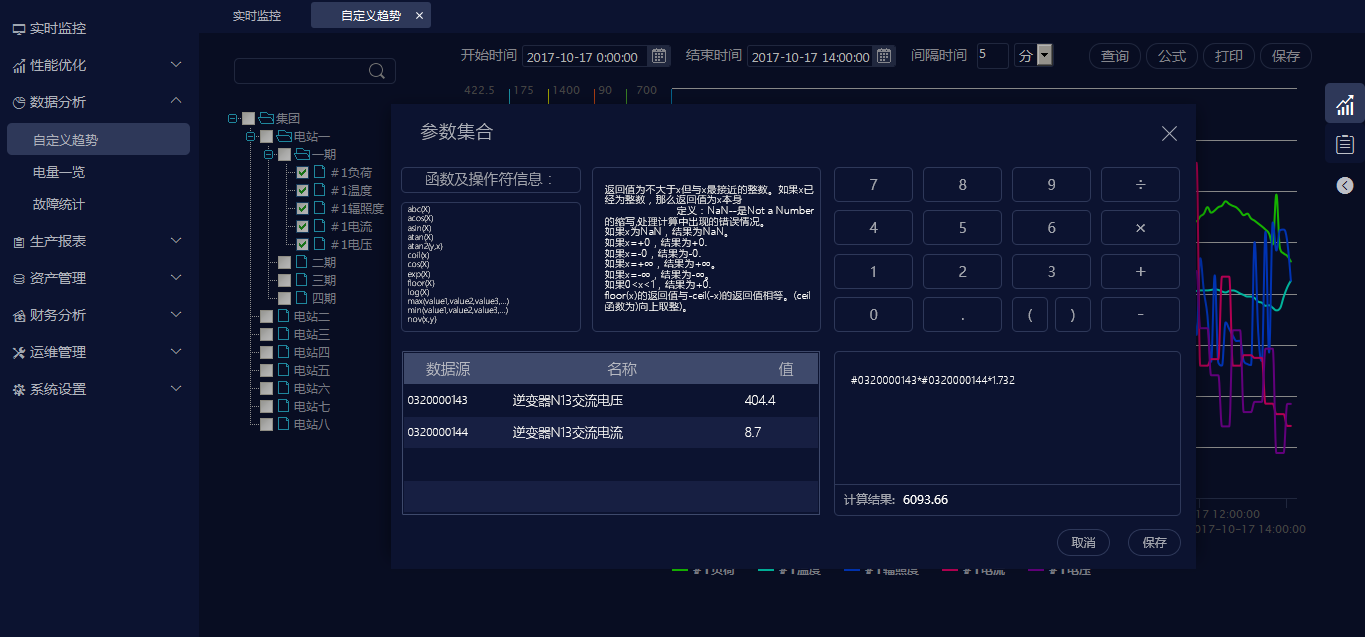 实时监控
自定义趋势 ×
实时监控
性能优化
数据分析
自定义趋势
电量一览
故障统计
生产报表
资产管理
财务分析
运维管理
系统设置
开始时间 2017-10-17 0:00:00 结束时间 2017-10-17 14:00:00 间隔时间 5 分
查询 公式 打印 保存
422.5 175 1400 90 700
集团
电站一
一期
#1负荷
#1温度
#1辐照度
#1电流
#1电压
二期
三期
四期
电站二
电站三
电站四
电站五
电站六
电站七
电站八
参数集合
函数及操作符信息：
abc(X)
acos(X)
asin(X)
atan(X)
atan2(y,x)
coil(x)
cos(X)
exp(X)
floor(X)
log(X)
max(value1,value2,value3,...)
min(value1,value2,value3,...)
nov(x,y)
返回值为不大于x但与x最接近的整数。如果x已
经为整数，那么返回值为x本身
定义：NaN--是Not a Number
的缩写,处理计算中出现的错误情况。
如果x为NaN，结果为NaN。
如果x=+0，结果为+0.
如果x=-0，结果为-0.
如果x=+∞，结果为+∞。
如果x=-∞，结果为-∞。
如果0<x<1，结果为+0.
floor(x)的返回值与-ceil(-x)的返回值相等。(ceil
函数为)向上取整)。
7 8 9 ÷
4 5 6 ×
1 2 3 +
0 . ( ) -
数据源 名称 值
0320000143 逆变器N13交流电压 404.4
0320000144 逆变器N13交流电流 8.7
#0320000143*#0320000144*1.732
计算结果: 6093.66
取消 保存
17 12:00:00
017-10-17 14:00:00
#1负荷 #1温度 #1辐照度 #1电流 #1电压